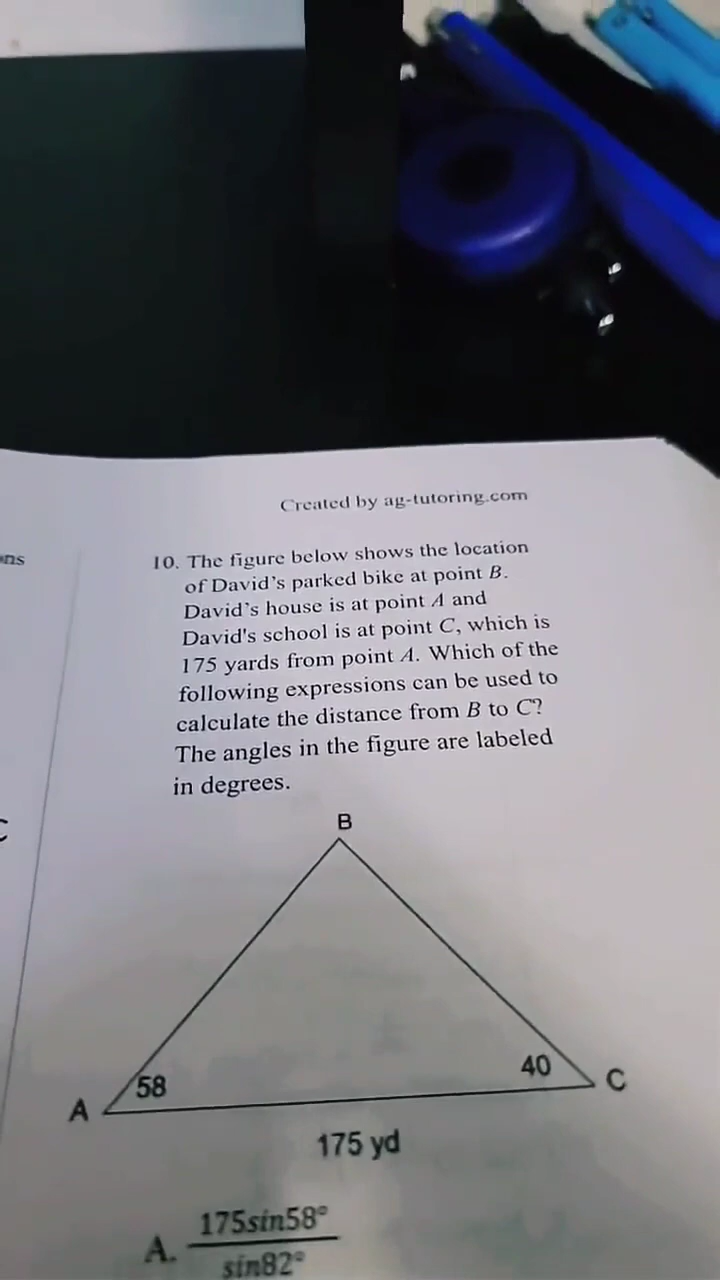 Created by ag-tutoring.com
10. The figure below shows the location
of David's parked bike at point B.
David's house is at point A and
David's school is at point C, which is
175 yards from point A. Which of the
following expressions can be used to
calculate the distance from B to C?
The angles in the figure are labeled
in degrees.
B
58
40
A
C
175 yd
A. 175sin58°
sin82°